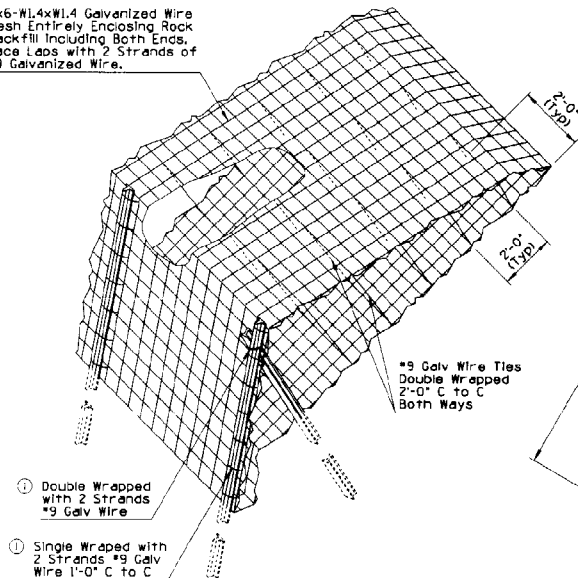 x6-W1.4xW1.4 Galvanized Wire
esh Entirely Enclosing Rock
ackfill Including Both Ends,
ace Laps with 2 Strands of
9 Galvanized Wire.
2'-0"
(Typ)
2'-0"
(Typ)
*9 Galv Wire Ties
Double Wrapped
2'-0" C to C
Both Ways
① Double Wrapped
with 2 Strands
*9 Galv Wire
① Single Wraped with
2 Strands *9 Galv
Wire 1'-0" C to C